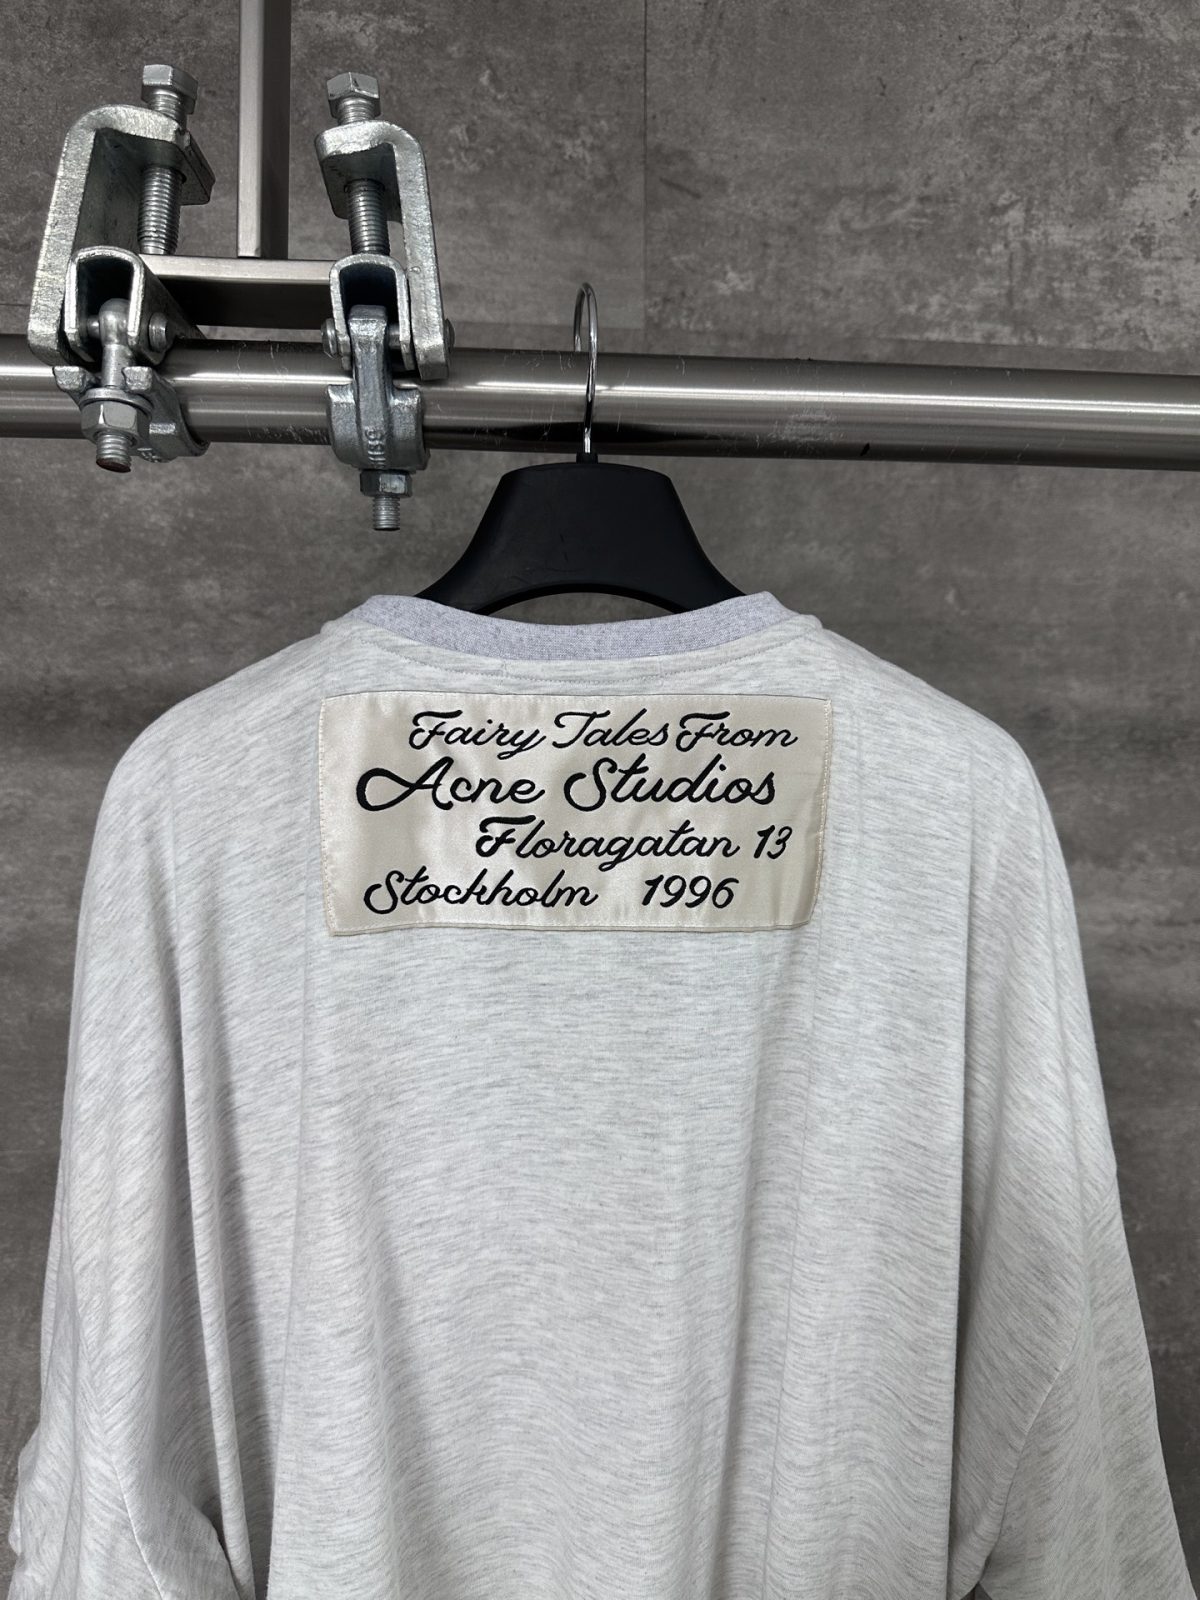 Fairy Tales From
Acne Studios
Floragatan 13
Stockholm 1996